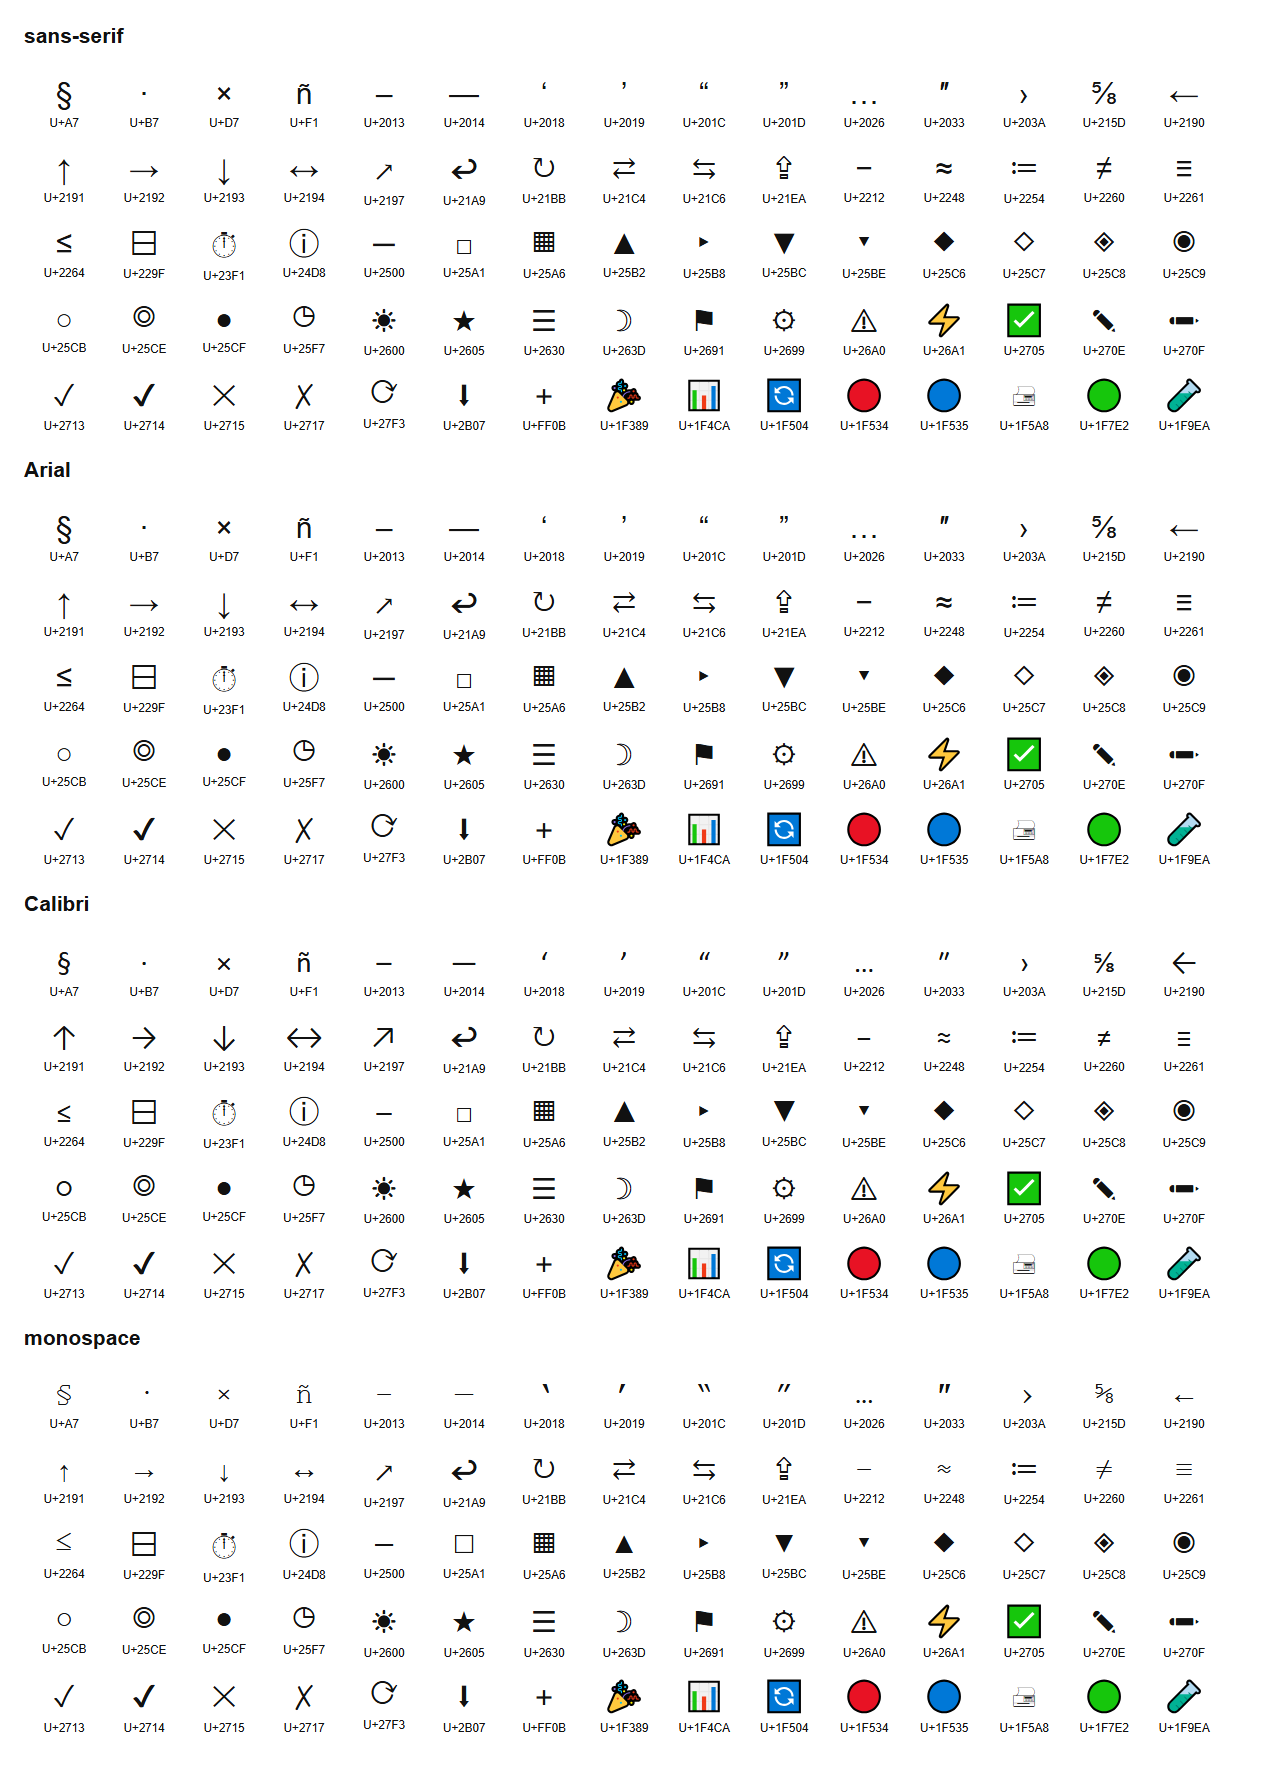 sans-serif
§ · × ñ – — ‘ ’ “ ” … ″ › ⅝ ←
U+A7 U+B7 U+D7 U+F1 U+2013 U+2014 U+2018 U+2019 U+201C U+201D U+2026 U+2033 U+203A U+215D U+2190
↑ → ↓ ↔ ↗ ↩ ↻ ⇄ ⇆ ⇪ − ≈ ≔ ≠ ≡
U+2191 U+2192 U+2193 U+2194 U+2197 U+21A9 U+21BB U+21C4 U+21C6 U+21EA U+2212 U+2248 U+2254 U+2260 U+2261
≤ ⊟ ⏱ ⓘ ─ □ ▦ ▲ ▸ ▼ ▾ ◆ ◇ ◈ ◉
U+2264 U+229F U+23F1 U+24D8 U+2500 U+25A1 U+25A6 U+25B2 U+25B8 U+25BC U+25BE U+25C6 U+25C7 U+25C8 U+25C9
○ ◎ ● ◷ ☀ ★ ☰ ☽ ⚑ ⚙ ⚠ ⚡ ✅ ✎ ✏
U+25CB U+25CE U+25CF U+25F7 U+2600 U+2605 U+2630 U+263D U+2691 U+2699 U+26A0 U+26A1 U+2705 U+270E U+270F
✓ ✔ ✕ ✗ ⟳ ⬇ + 🎉 📊 🔄 🔴 🔵 🖨 🟢 🧪
U+2713 U+2714 U+2715 U+2717 U+27F3 U+2B07 U+FF0B U+1F389 U+1F4CA U+1F504 U+1F534 U+1F535 U+1F5A8 U+1F7E2 U+1F9EA
Arial
§ · × ñ – — ‘ ’ “ ” … ″ › ⅝ ←
U+A7 U+B7 U+D7 U+F1 U+2013 U+2014 U+2018 U+2019 U+201C U+201D U+2026 U+2033 U+203A U+215D U+2190
↑ → ↓ ↔ ↗ ↩ ↻ ⇄ ⇆ ⇪ − ≈ ≔ ≠ ≡
U+2191 U+2192 U+2193 U+2194 U+2197 U+21A9 U+21BB U+21C4 U+21C6 U+21EA U+2212 U+2248 U+2254 U+2260 U+2261
≤ ⊟ ⏱ ⓘ ─ □ ▦ ▲ ▸ ▼ ▾ ◆ ◇ ◈ ◉
U+2264 U+229F U+23F1 U+24D8 U+2500 U+25A1 U+25A6 U+25B2 U+25B8 U+25BC U+25BE U+25C6 U+25C7 U+25C8 U+25C9
○ ◎ ● ◷ ☀ ★ ☰ ☽ ⚑ ⚙ ⚠ ⚡ ✅ ✎ ✏
U+25CB U+25CE U+25CF U+25F7 U+2600 U+2605 U+2630 U+263D U+2691 U+2699 U+26A0 U+26A1 U+2705 U+270E U+270F
✓ ✔ ✕ ✗ ⟳ ⬇ + 🎉 📊 🔄 🔴 🔵 🖨 🟢 🧪
U+2713 U+2714 U+2715 U+2717 U+27F3 U+2B07 U+FF0B U+1F389 U+1F4CA U+1F504 U+1F534 U+1F535 U+1F5A8 U+1F7E2 U+1F9EA
Calibri
§ · × ñ – — ‘ ’ “ ” … ″ › ⅝ ←
U+A7 U+B7 U+D7 U+F1 U+2013 U+2014 U+2018 U+2019 U+201C U+201D U+2026 U+2033 U+203A U+215D U+2190
↑ → ↓ ↔ ↗ ↩ ↻ ⇄ ⇆ ⇪ − ≈ ≔ ≠ ≡
U+2191 U+2192 U+2193 U+2194 U+2197 U+21A9 U+21BB U+21C4 U+21C6 U+21EA U+2212 U+2248 U+2254 U+2260 U+2261
≤ ⊟ ⏱ ⓘ ─ □ ▦ ▲ ▸ ▼ ▾ ◆ ◇ ◈ ◉
U+2264 U+229F U+23F1 U+24D8 U+2500 U+25A1 U+25A6 U+25B2 U+25B8 U+25BC U+25BE U+25C6 U+25C7 U+25C8 U+25C9
○ ◎ ● ◷ ☀ ★ ☰ ☽ ⚑ ⚙ ⚠ ⚡ ✅ ✎ ✏
U+25CB U+25CE U+25CF U+25F7 U+2600 U+2605 U+2630 U+263D U+2691 U+2699 U+26A0 U+26A1 U+2705 U+270E U+270F
✓ ✔ ✕ ✗ ⟳ ⬇ + 🎉 📊 🔄 🔴 🔵 🖨 🟢 🧪
U+2713 U+2714 U+2715 U+2717 U+27F3 U+2B07 U+FF0B U+1F389 U+1F4CA U+1F504 U+1F534 U+1F535 U+1F5A8 U+1F7E2 U+1F9EA
monospace
§ · × ñ – — ‘ ’ “ ” … ″ › ⅝ ←
U+A7 U+B7 U+D7 U+F1 U+2013 U+2014 U+2018 U+2019 U+201C U+201D U+2026 U+2033 U+203A U+215D U+2190
↑ → ↓ ↔ ↗ ↩ ↻ ⇄ ⇆ ⇪ − ≈ ≔ ≠ ≡
U+2191 U+2192 U+2193 U+2194 U+2197 U+21A9 U+21BB U+21C4 U+21C6 U+21EA U+2212 U+2248 U+2254 U+2260 U+2261
≤ ⊟ ⏱ ⓘ ─ □ ▦ ▲ ▸ ▼ ▾ ◆ ◇ ◈ ◉
U+2264 U+229F U+23F1 U+24D8 U+2500 U+25A1 U+25A6 U+25B2 U+25B8 U+25BC U+25BE U+25C6 U+25C7 U+25C8 U+25C9
○ ◎ ● ◷ ☀ ★ ☰ ☽ ⚑ ⚙ ⚠ ⚡ ✅ ✎ ✏
U+25CB U+25CE U+25CF U+25F7 U+2600 U+2605 U+2630 U+263D U+2691 U+2699 U+26A0 U+26A1 U+2705 U+270E U+270F
✓ ✔ ✕ ✗ ⟳ ⬇ + 🎉 📊 🔄 🔴 🔵 🖨 🟢 🧪
U+2713 U+2714 U+2715 U+2717 U+27F3 U+2B07 U+FF0B U+1F389 U+1F4CA U+1F504 U+1F534 U+1F535 U+1F5A8 U+1F7E2 U+1F9EA